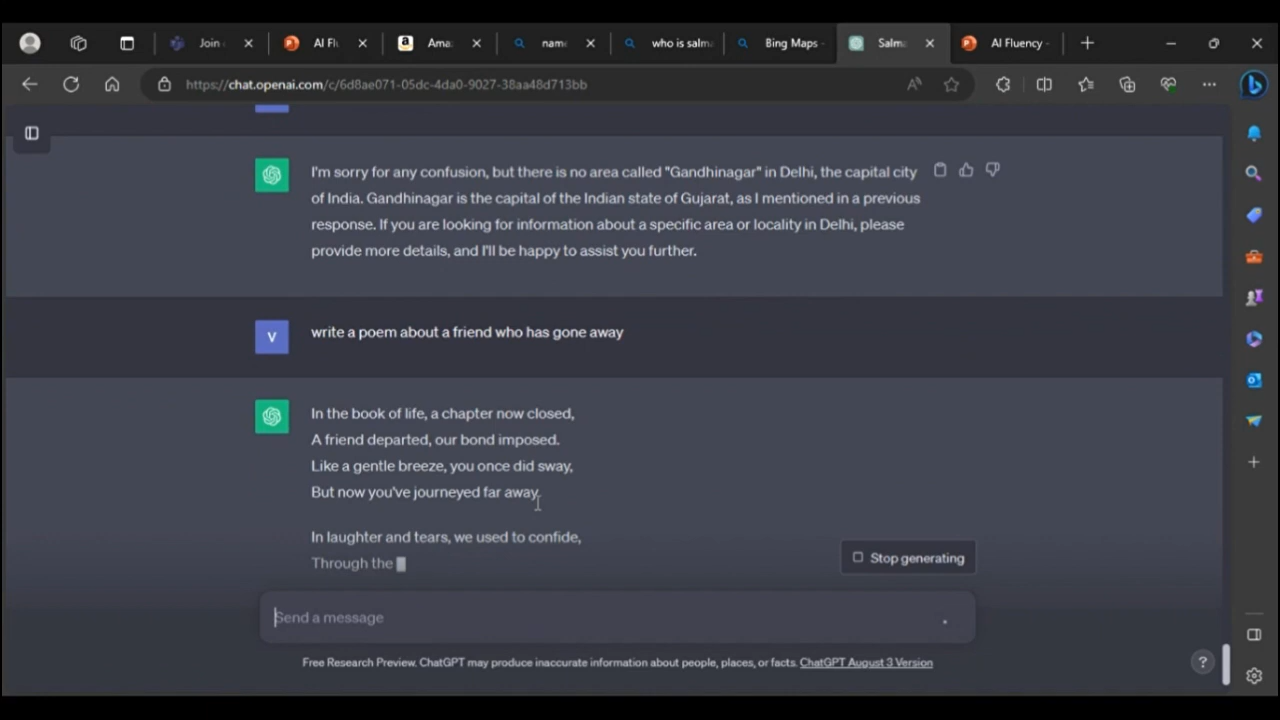 Join
AI Fl
Ama
nam
who is salm
Bing Maps -
Salm
AI Fluency -
https://chat.openai.com/c/6d8ae071-05dc-4da0-9027-38aa48d713bb
I'm sorry for any confusion, but there is no area called "Gandhinagar" in Delhi, the capital city
of India. Gandhinagar is the capital of the Indian state of Gujarat, as I mentioned in a previous
response. If you are looking for information about a specific area or locality in Delhi, please
provide more details, and I'll be happy to assist you further.
V
write a poem about a friend who has gone away
In the book of life, a chapter now closed,
A friend departed, our bond imposed.
Like a gentle breeze, you once did sway,
But now you've journeyed far away.
In laughter and tears, we used to confide,
Through the
Stop generating
Send a message
Free Research Preview. ChatGPT may produce inaccurate information about people, places, or facts. ChatGPT August 3 Version
?